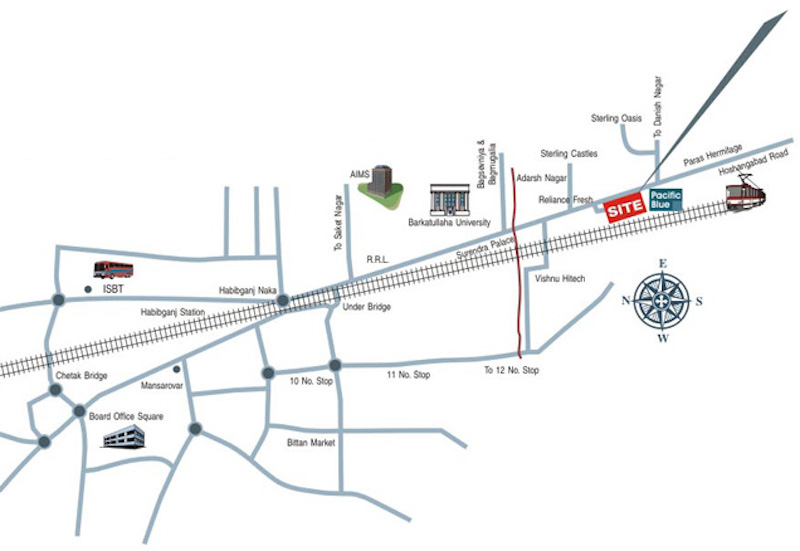 Sterling Oasis
To Danish Nagar
Paras Hermitage
Hoshangabad Road
Sterling Castles
Bagsevniya &
Bagmugalia
Adarsh Nagar
AIMS
Reliance Fresh
SITE
Pacific
Blue
To Saket Nagar
Barkatullaha University
Surendra Palace
R.R.L.
Vishnu Hitech
ISBT
Habibganj Naka
Habibganj Station
Under Bridge
E
N
S
W
Chetak Bridge
Mansarovar
10 No. Stop
11 No. Stop
To 12 No. Stop
Board Office Square
Bittan Market